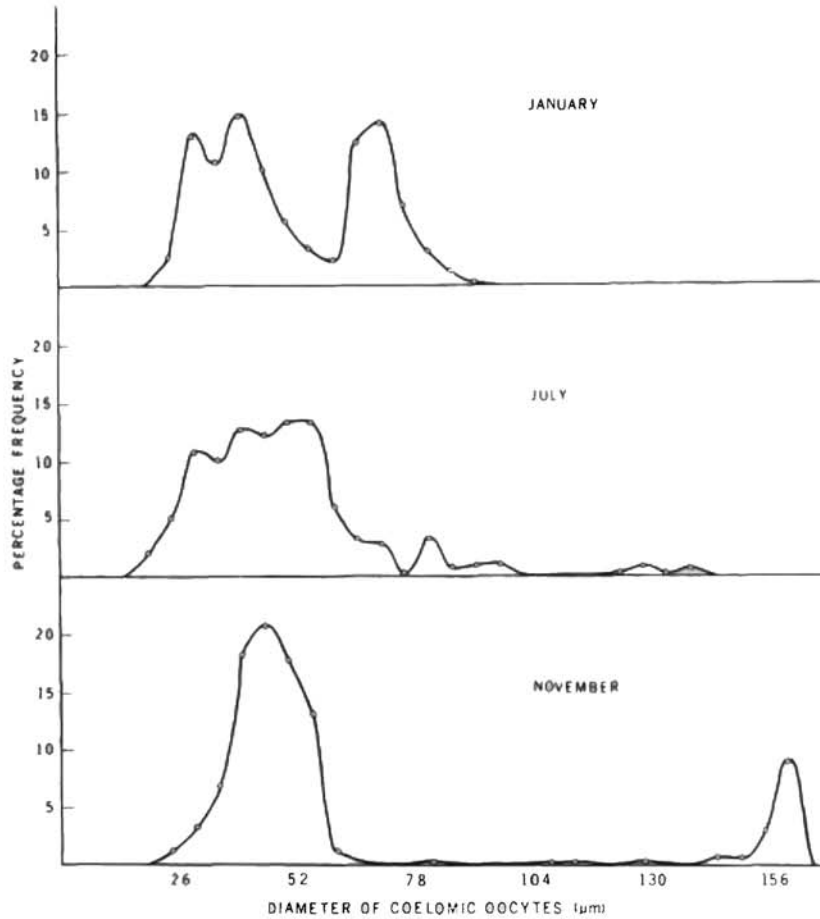 20
JANUARY
15
10
5
20
JULY
15
10
5
PERCENTAGE FREQUENCY
20
NOVEMBER
15
10
5
26 52 78 104 130 156
DIAMETER OF COELOMIC OOCYTES (µm)